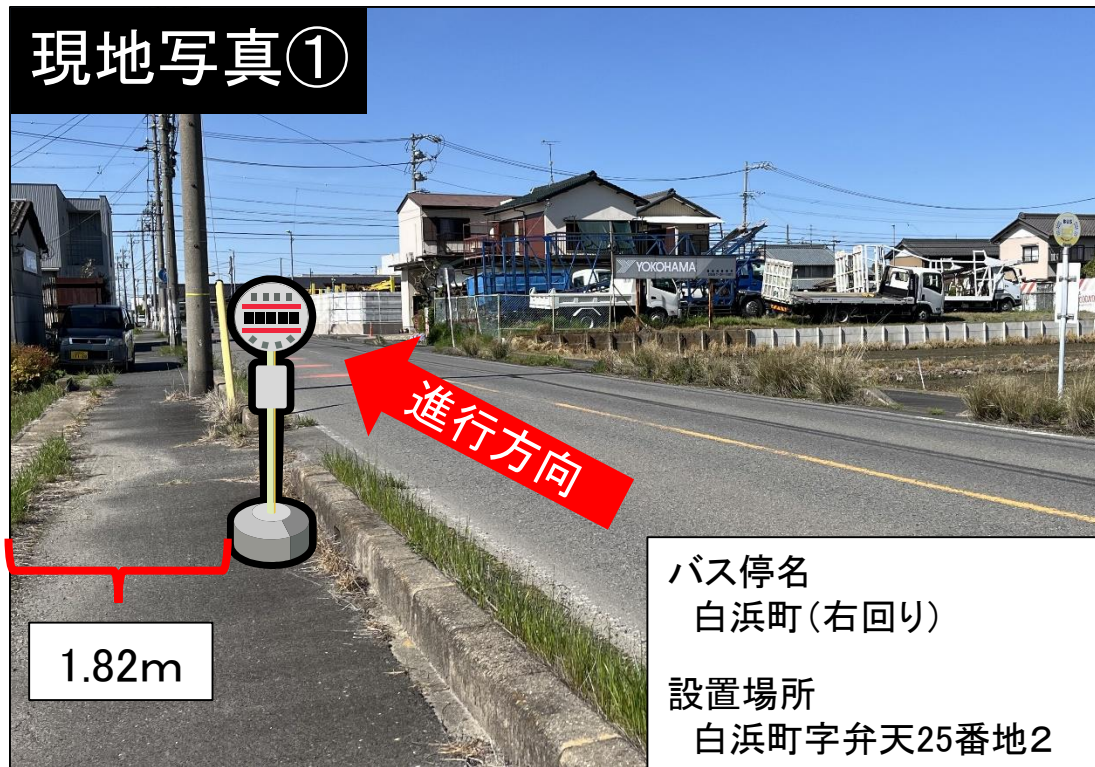 現地写真①
YOKOHAMA
BUS
進行方向
1.82m
バス停名
白浜町(右回り)
設置場所
白浜町字弁天25番地2